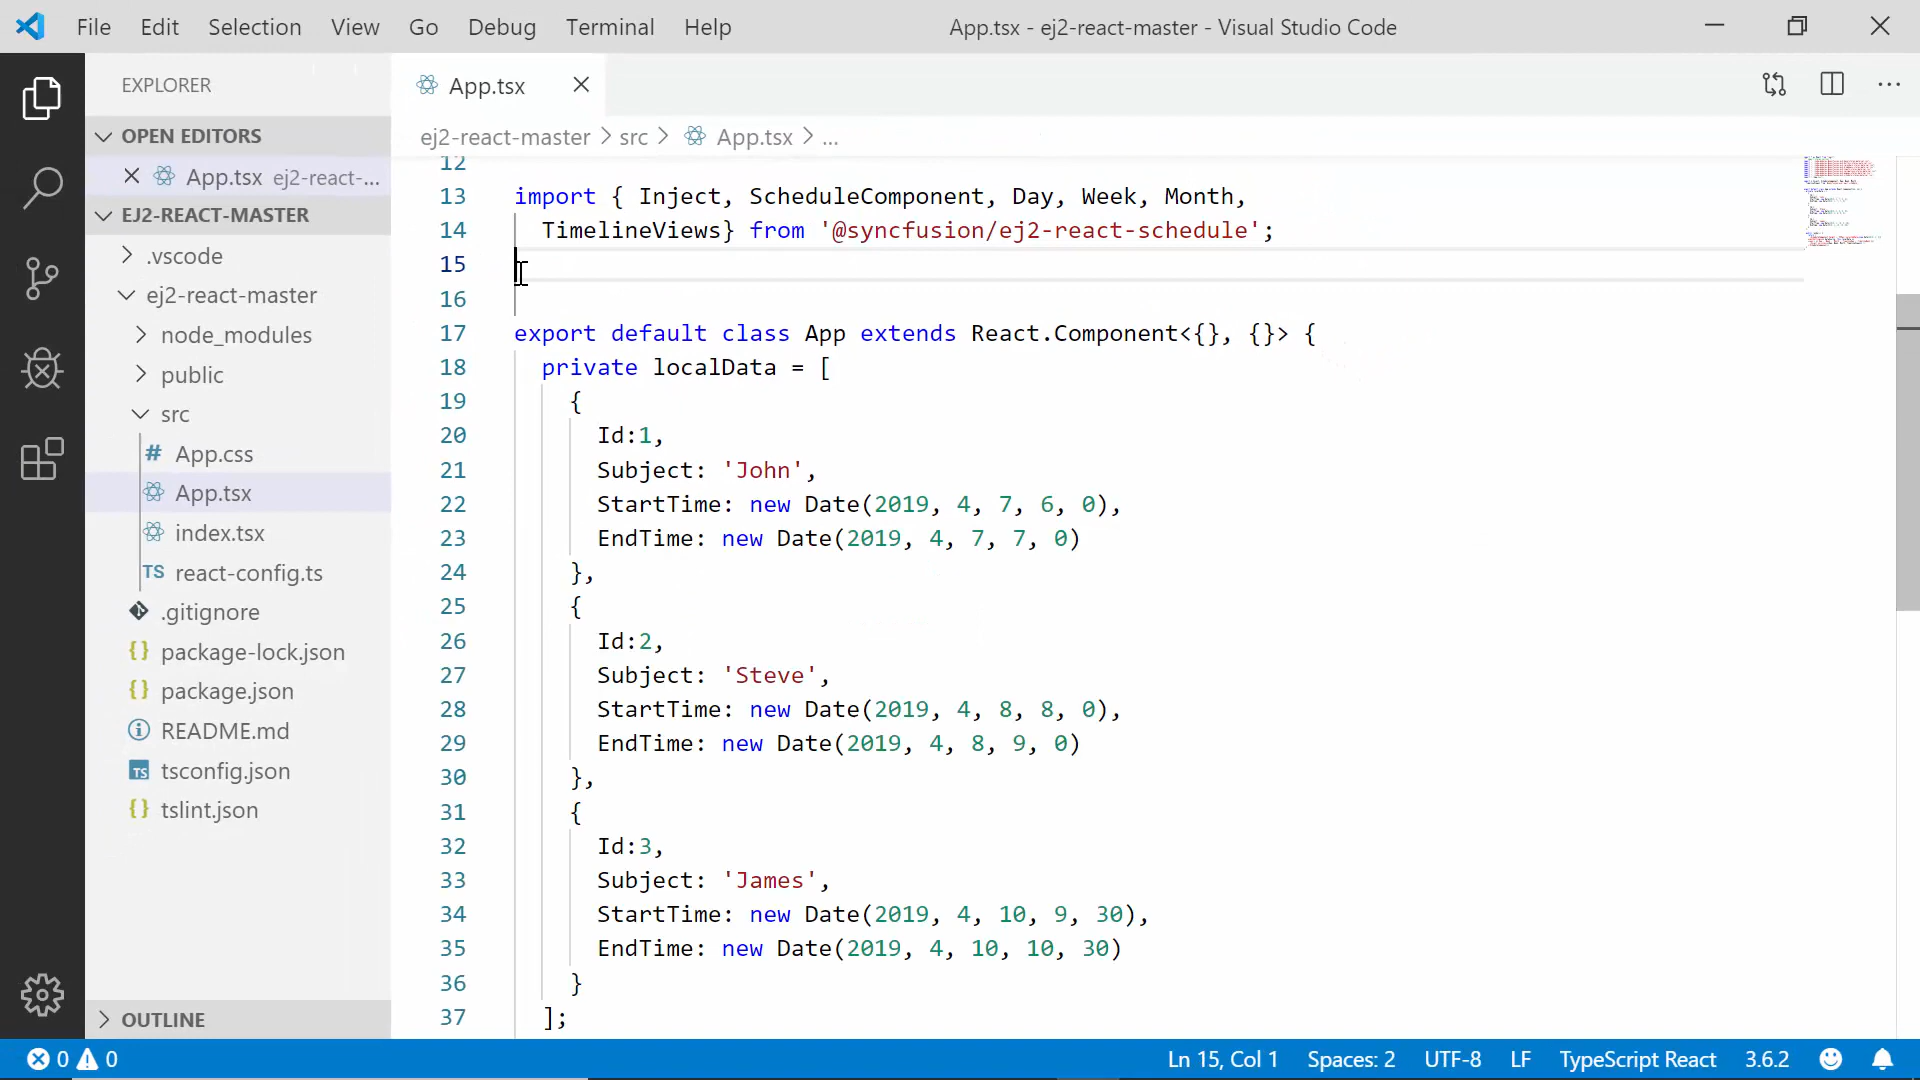 File Edit Selection View Go Debug Terminal Help
App.tsx - ej2-react-master - Visual Studio Code
EXPLORER
OPEN EDITORS
App.tsx ej2-react-...
EJ2-REACT-MASTER
.vscode
ej2-react-master
node_modules
public
src
# App.css
App.tsx
index.tsx
TS react-config.ts
.gitignore
{} package-lock.json
{} package.json
README.md
TS tsconfig.json
{} tslint.json
OUTLINE
App.tsx
ej2-react-master > src > App.tsx > ...
12
13 import { Inject, ScheduleComponent, Day, Week, Month,
14 TimelineViews} from '@syncfusion/ej2-react-schedule';
15
16
17 export default class App extends React.Component<{}, {}> {
18 private localData = [
19 {
20 Id:1,
21 Subject: 'John',
22 StartTime: new Date(2019, 4, 7, 6, 0),
23 EndTime: new Date(2019, 4, 7, 7, 0)
24 },
25 {
26 Id:2,
27 Subject: 'Steve',
28 StartTime: new Date(2019, 4, 8, 8, 0),
29 EndTime: new Date(2019, 4, 8, 9, 0)
30 },
31 {
32 Id:3,
33 Subject: 'James',
34 StartTime: new Date(2019, 4, 10, 9, 30),
35 EndTime: new Date(2019, 4, 10, 10, 30)
36 }
37 ];
0 0 Ln 15, Col 1 Spaces: 2 UTF-8 LF TypeScript React 3.6.2